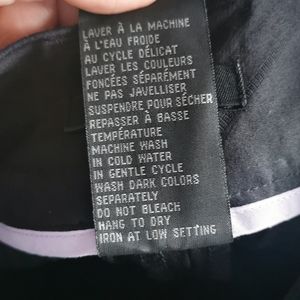 LAVER À LA MACHINE
À L'EAU FROIDE
AU CYCLE DÉLICAT
LAVER LES COULEURS
FONCÉES SÉPARÉMENT
NE PAS JAVELLISER
SUSPENDRE POUR SÉCHER
REPASSER À BASSE
TEMPÉRATURE
MACHINE WASH
IN COLD WATER
IN GENTLE CYCLE
WASH DARK COLORS
SEPARATELY
DO NOT BLEACH
HANG TO DRY
IRON AT LOW SETTING